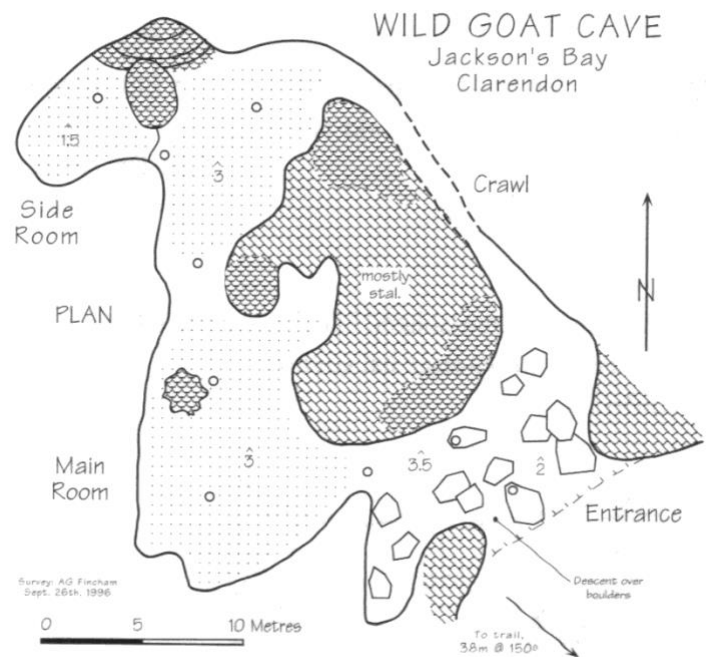 WILD GOAT CAVE
Jackson's Bay
Clarendon
1.5
3
Crawl
Side
Room
N
mostly
stal.
PLAN
Main
Room
3
3.5
2
Entrance
Survey: AG Fincham
Sept. 26th, 1996
Descent over
boulders
0 5 10 Metres
To trail,
38m @ 150°